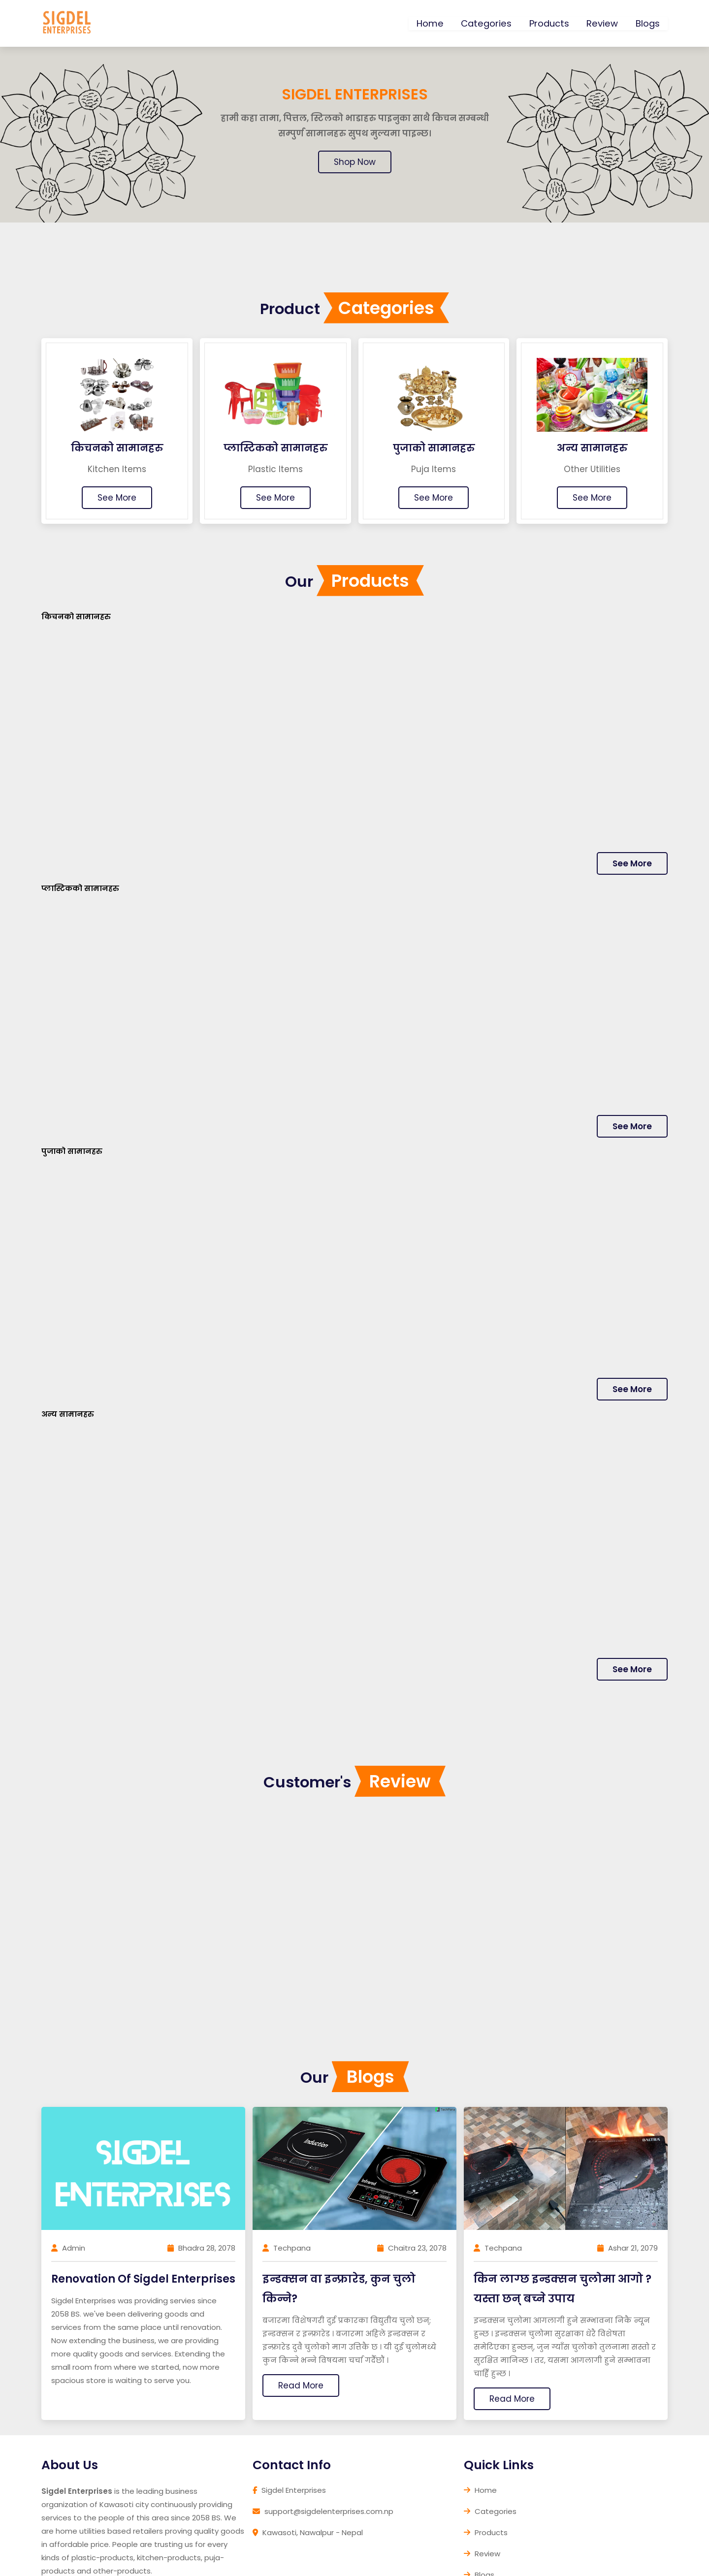 SIGDEL
ENTERPRISES
Home Categories Products Review Blogs
SIGDEL ENTERPRISES
हामी कहा तामा, पित्तल, स्टिलको भाडाहरु पाइनुका साथै किचन सम्बन्धी
सम्पुर्ण सामानहरु सुपथ मुल्यमा पाइन्छ।
Shop Now
Product Categories
किचनको सामानहरु
Kitchen Items
See More
प्लास्टिकको सामानहरु
Plastic Items
See More
पुजाको सामानहरु
Puja Items
See More
अन्य सामानहरु
Other Utilities
See More
Our Products
किचनको सामानहरु
See More
प्लास्टिकको सामानहरु
See More
पुजाको सामानहरु
See More
अन्य सामानहरु
See More
Customer's Review
Our Blogs
SIGDEL
ENTERPRISES
Admin Bhadra 28, 2078
Renovation Of Sigdel Enterprises
Sigdel Enterprises was providing servies since
2058 BS. we've been delivering goods and
services from the same place until renovation.
Now extending the business, we are providing
more quality goods and services. Extending the
small room from where we started, now more
spacious store is waiting to serve you.
Induction
Infrared
Techpana Chaitra 23, 2078
इन्डक्सन वा इन्फ्रारेड, कुन चुलो
किन्ने?
बजारमा विशेषगरी दुई प्रकारका विद्युतीय चुलो छन्;
इन्डक्सन र इन्फ्रारेड । बजारमा अहिले इन्डक्सन र
इन्फ्रारेड दुवै चुलोको माग उत्तिकै छ । यी दुई चुलोमध्ये
कुन किन्ने भन्ने विषयमा चर्चा गर्दैछौं ।
Read More
BALTRA
Techpana Ashar 21, 2079
किन लाग्छ इन्डक्सन चुलोमा आगो ?
यस्ता छन् बच्ने उपाय
इन्डक्सन चुलोमा आगलागी हुने सम्भावना निकै न्यून
हुन्छ । इन्डक्सन चुलोमा सुरक्षाका धेरै विशेषता
समेटिएका हुन्छन्, जुन ग्याँस चुलोको तुलनामा सस्तो र
सुरक्षित मानिन्छ । तर, यसमा आगलागी हुने सम्भावना
चाहिँ हुन्छ ।
Read More
About Us
Sigdel Enterprises is the leading business
organization of Kawasoti city continuously providing
services to the people of this area since 2058 BS. We
are home utilities based retailers proving quality goods
in affordable price. People are trusting us for every
kinds of plastic-products, kitchen-products, puja-
products and other-products.
Contact Info
Sigdel Enterprises
support@sigdelenterprises.com.np
Kawasoti, Nawalpur - Nepal
Quick Links
Home
Categories
Products
Review
Blogs